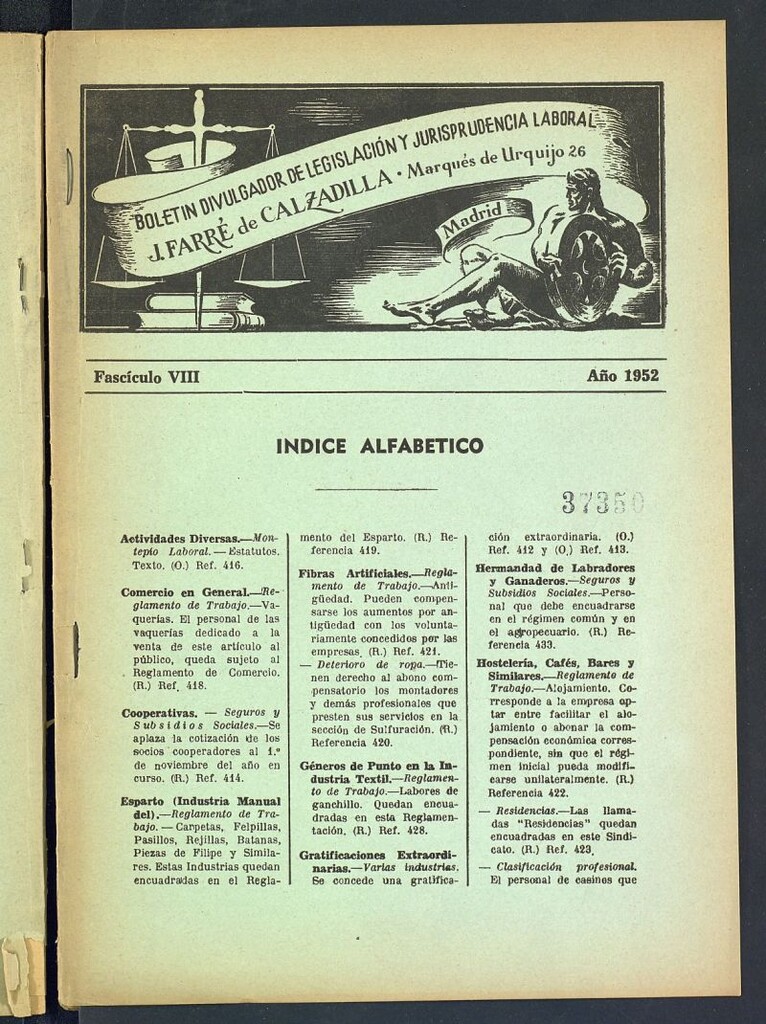 BOLETIN DIVULGADOR DE LEGISLACIÓN Y JURISPRUDENCIA LABORAL
J. FARRÉ de CALZADILLA · Marqués de Urquijo 26
Madrid
Fascículo VIII
Año 1952
INDICE ALFABETICO
37350
Actividades Diversas.—Mon-
tepío Laboral. — Estatutos.
Texto. (O.) Ref. 416.
Comercio en General.—Re-
glamento de Trabajo.—Va-
querías. El personal de las
vaquerías dedicado a la
venta de este artículo al
público, queda sujeto al
Reglamento de Comercio.
(R.) Ref. 418.
Cooperativas. — Seguros y
Subsidios Sociales.—Se
aplaza la cotización de los
socios cooperadores al 1.º
de noviembre del año en
curso. (R.) Ref. 414.
Esparto (Industria Manual
del).—Reglamento de Tra-
bajo. — Carpetas, Felpillas,
Pasillos, Rejillas, Batanas,
Piezas de Filipe y Simila-
res. Estas Industrias quedan
encuadradas en el Regla-
mento del Esparto. (R.) Re-
ferencia 419.
Fibras Artificiales.—Regla-
mento de Trabajo.—Anti-
güedad. Pueden compen-
sarse los aumentos por an-
tigüedad con los volunta-
riamente concedidos por las
empresas. (R.) Ref. 421.
— Deterioro de ropa.—Tie-
nen derecho al abono com-
pensatorio los montadores
y demás profesionales que
presten sus servicios en la
sección de Sulfuración. (R.)
Referencia 420.
Géneros de Punto en la In-
dustria Textil.—Reglamen-
to de Trabajo.—Labores de
ganchillo. Quedan encua-
dradas en esta Reglamen-
tación. (R.) Ref. 428.
Gratificaciones Extraordi-
narias.—Varias industrias.
Se concede una gratifica-
ción extraordinaria. (O.)
Ref. 412 y (O.) Ref. 413.
Hermandad de Labradores
y Ganaderos.—Seguros y
Subsidios Sociales.—Perso-
nal que debe encuadrarse
en el régimen común y en
el agropecuario. (R.) Re-
ferencia 433.
Hostelería, Cafés, Bares y
Similares.—Reglamento de
Trabajo.—Alojamiento. Co-
rresponde a la empresa op-
tar entre facilitar el alo-
jamiento o abonar la com-
pensación económica corres-
pondiente, sin que el régi-
men inicial pueda modifi-
carse unilateralmente. (R.)
Referencia 422.
— Residencias.—Las llama-
das "Residencias" quedan
encuadradas en este Sindi-
cato. (R.) Ref. 423.
— Clasificación profesional.
El personal de casinos que